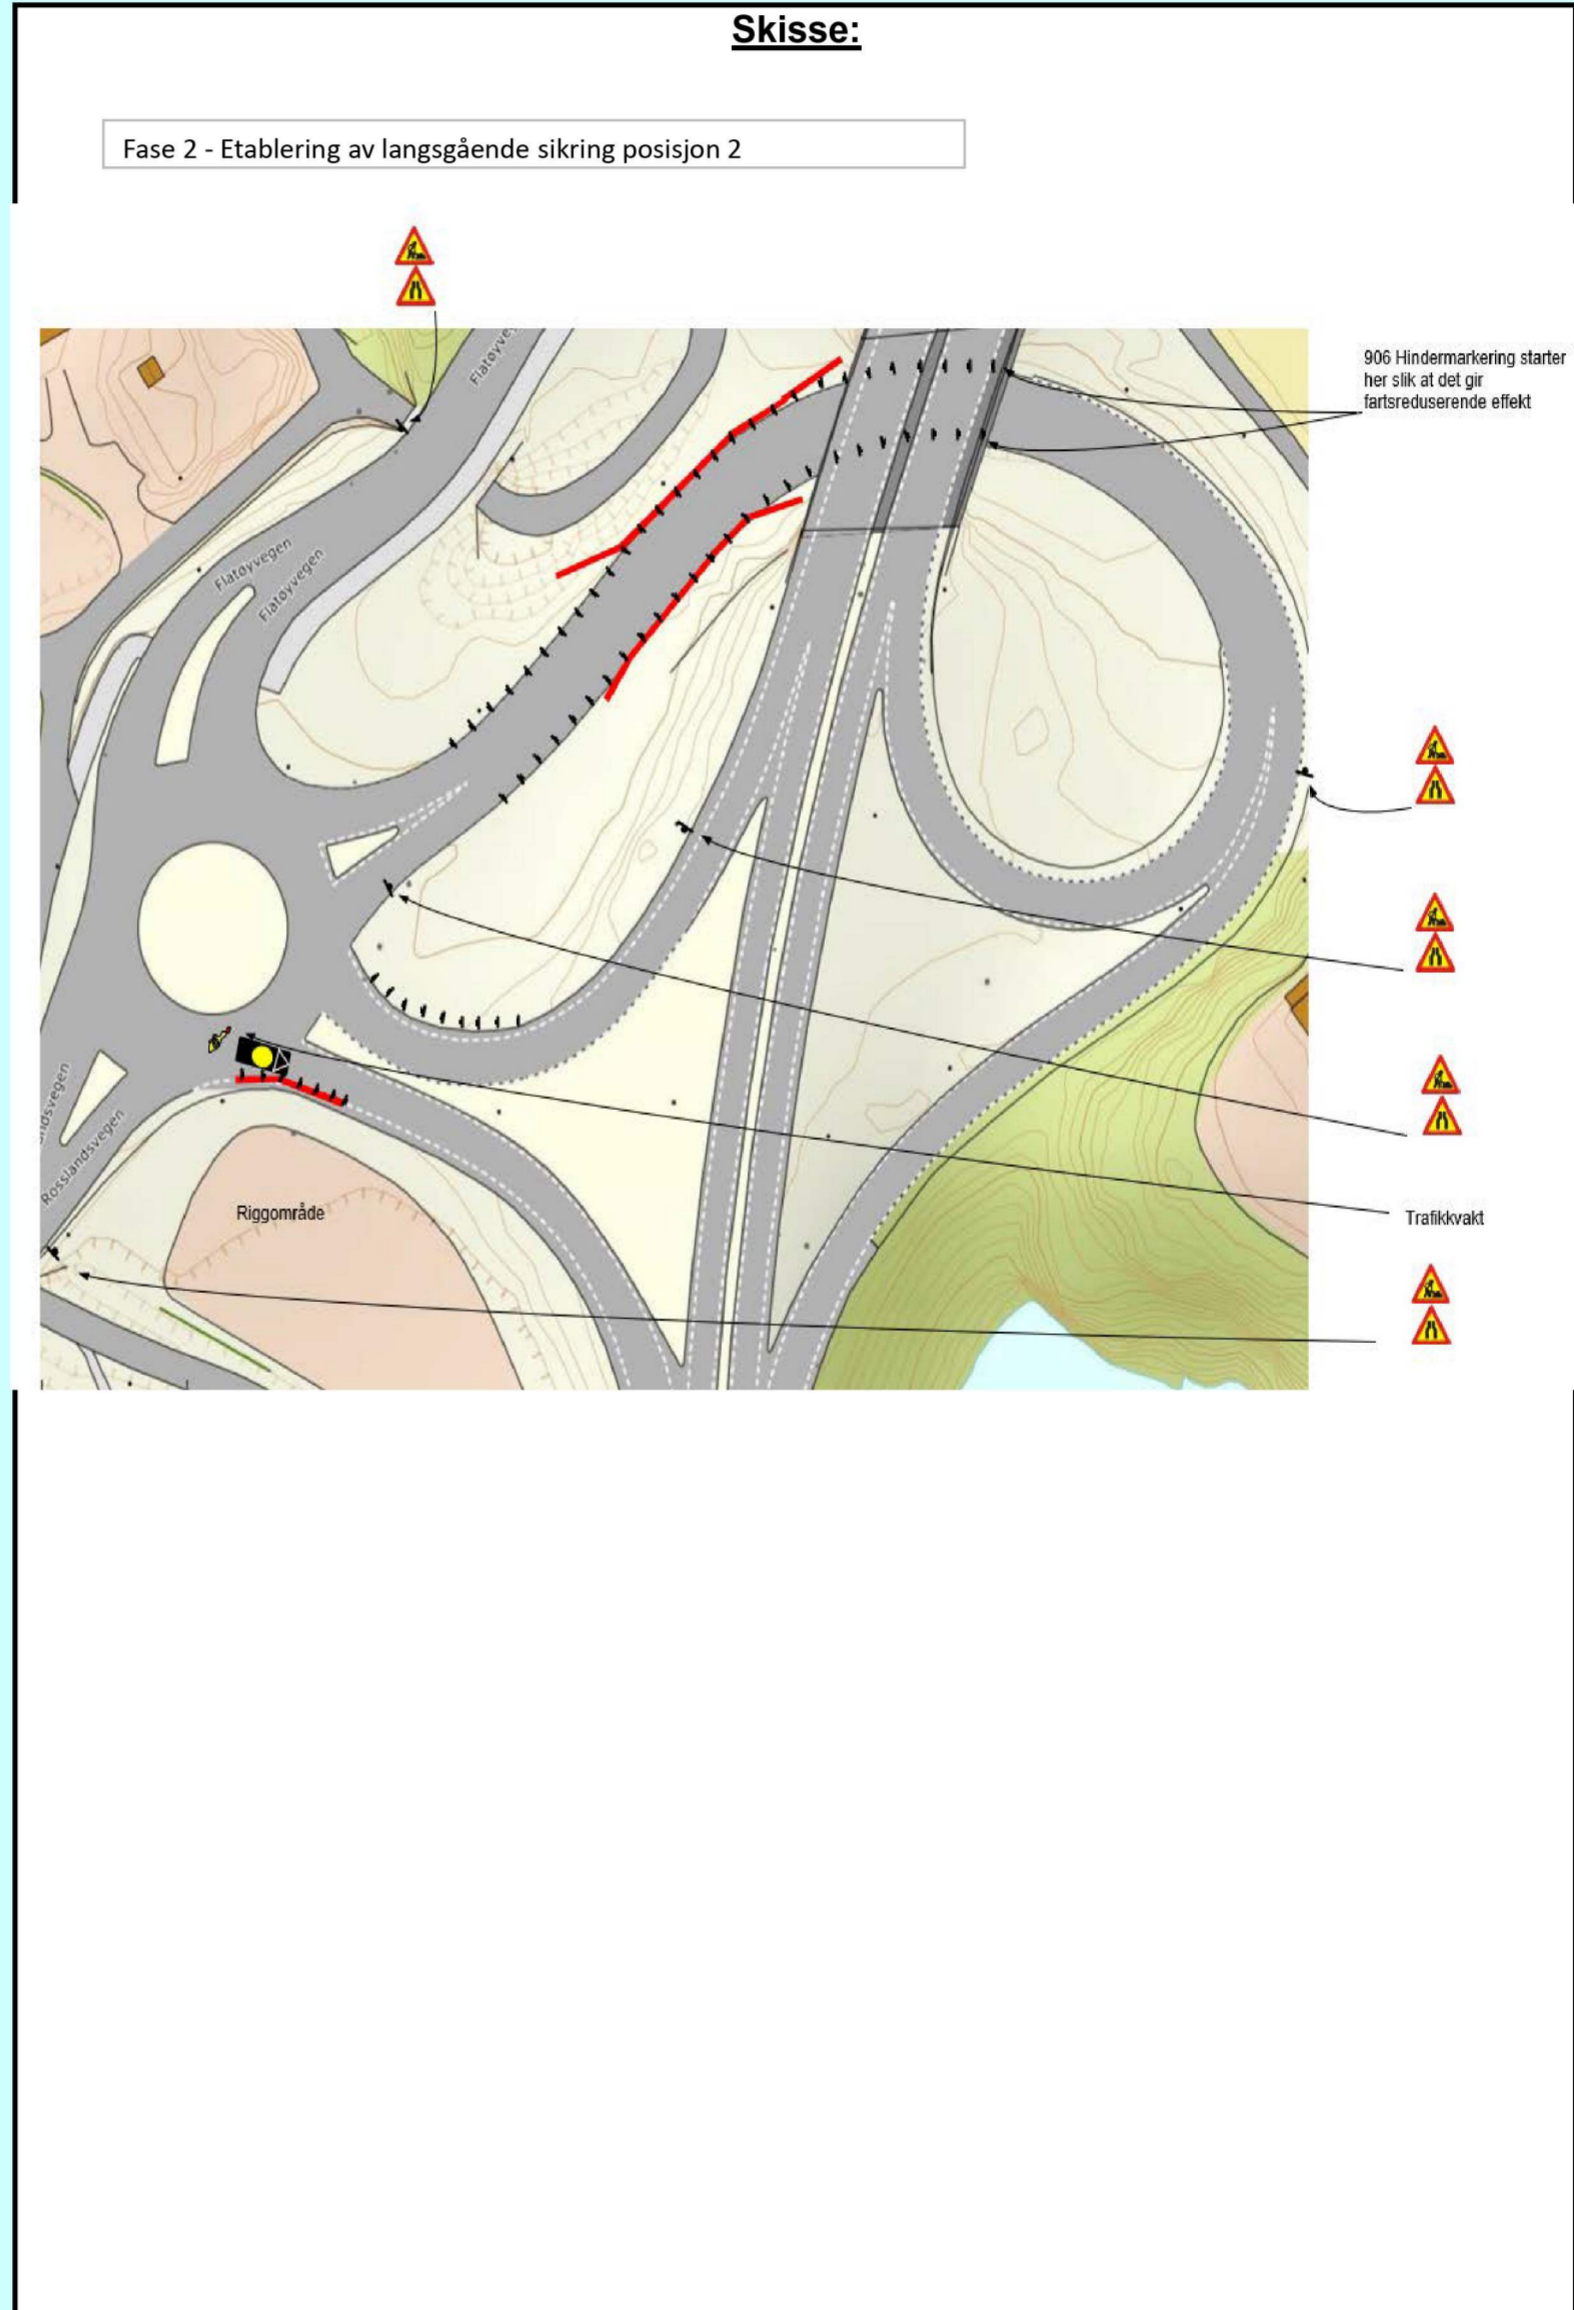 Skisse:
Fase 2 - Etablering av langsgående sikring posisjon 2
906 Hindermarkering starter
her slik at det gir
fartsreduserende effekt
Flatøyvegen
Flatøyvegen
Rosslandsvegen
Riggområde
Trafikkvakt